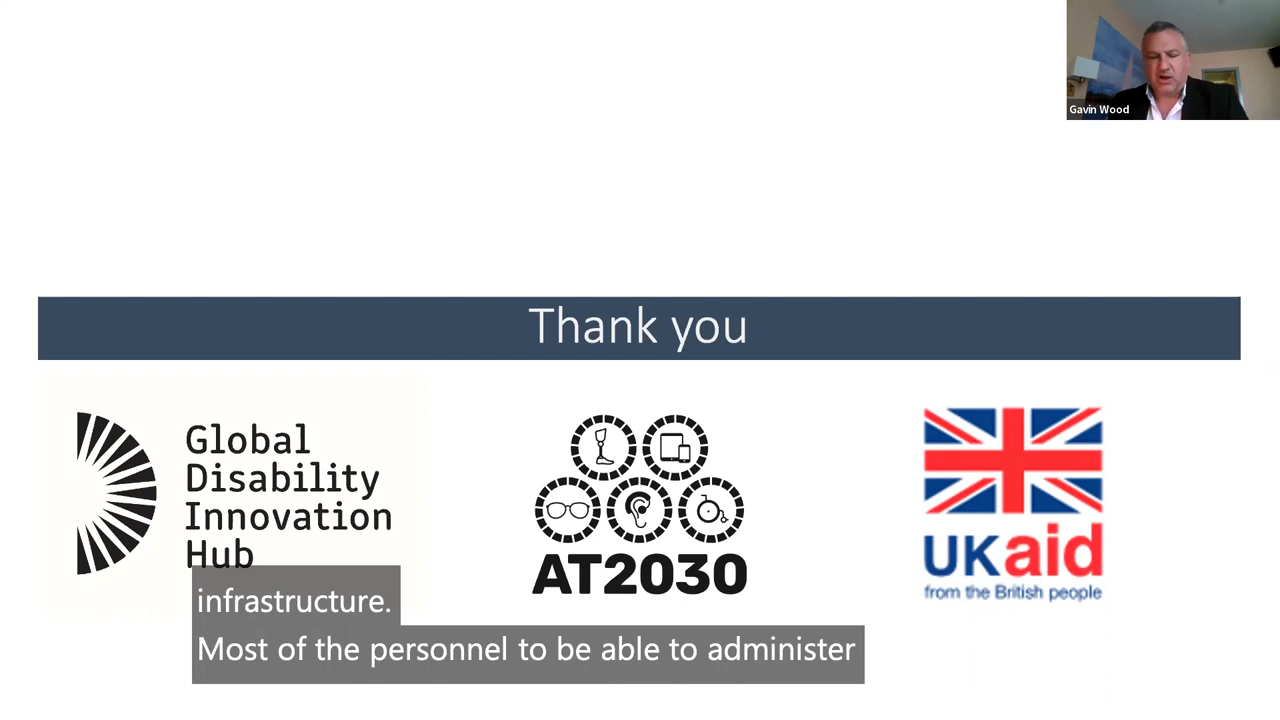 Gavin Wood
Thank you
Global
Disability
Innovation
Hub
AT2030
UKaid
from the British people
infrastructure.
Most of the personnel to be able to administer